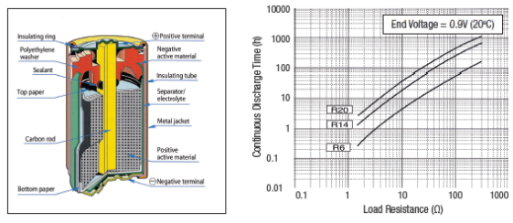 Insulating ring
Polyethylene
washer
Sealant
Top paper
Carbon rod
Bottom paper
⊕Positive terminal
Negative
active material
Insulating tube
Separator/
electrolyte
Metal jacket
Positive
active material
⊖Negative terminal
Continuous Discharge Time (h)
10000
1000
100
10
1
0.1
0.01
End Voltage = 0.9V (20°C)
R20
R14
R6
0.1
1
10
100
300
1000
Load Resistance (Ω)